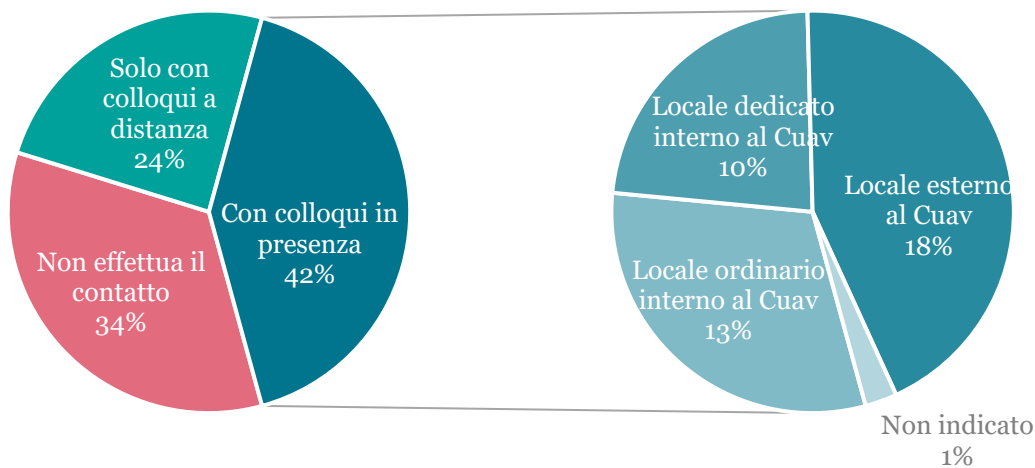 Solo con
colloqui a
distanza
24%
Con colloqui in
presenza
42%
Non effettua il
contatto
34%
Locale dedicato
interno al Cuav
10%
Locale esterno
al Cuav
18%
Locale ordinario
interno al Cuav
13%
Non indicato
1%